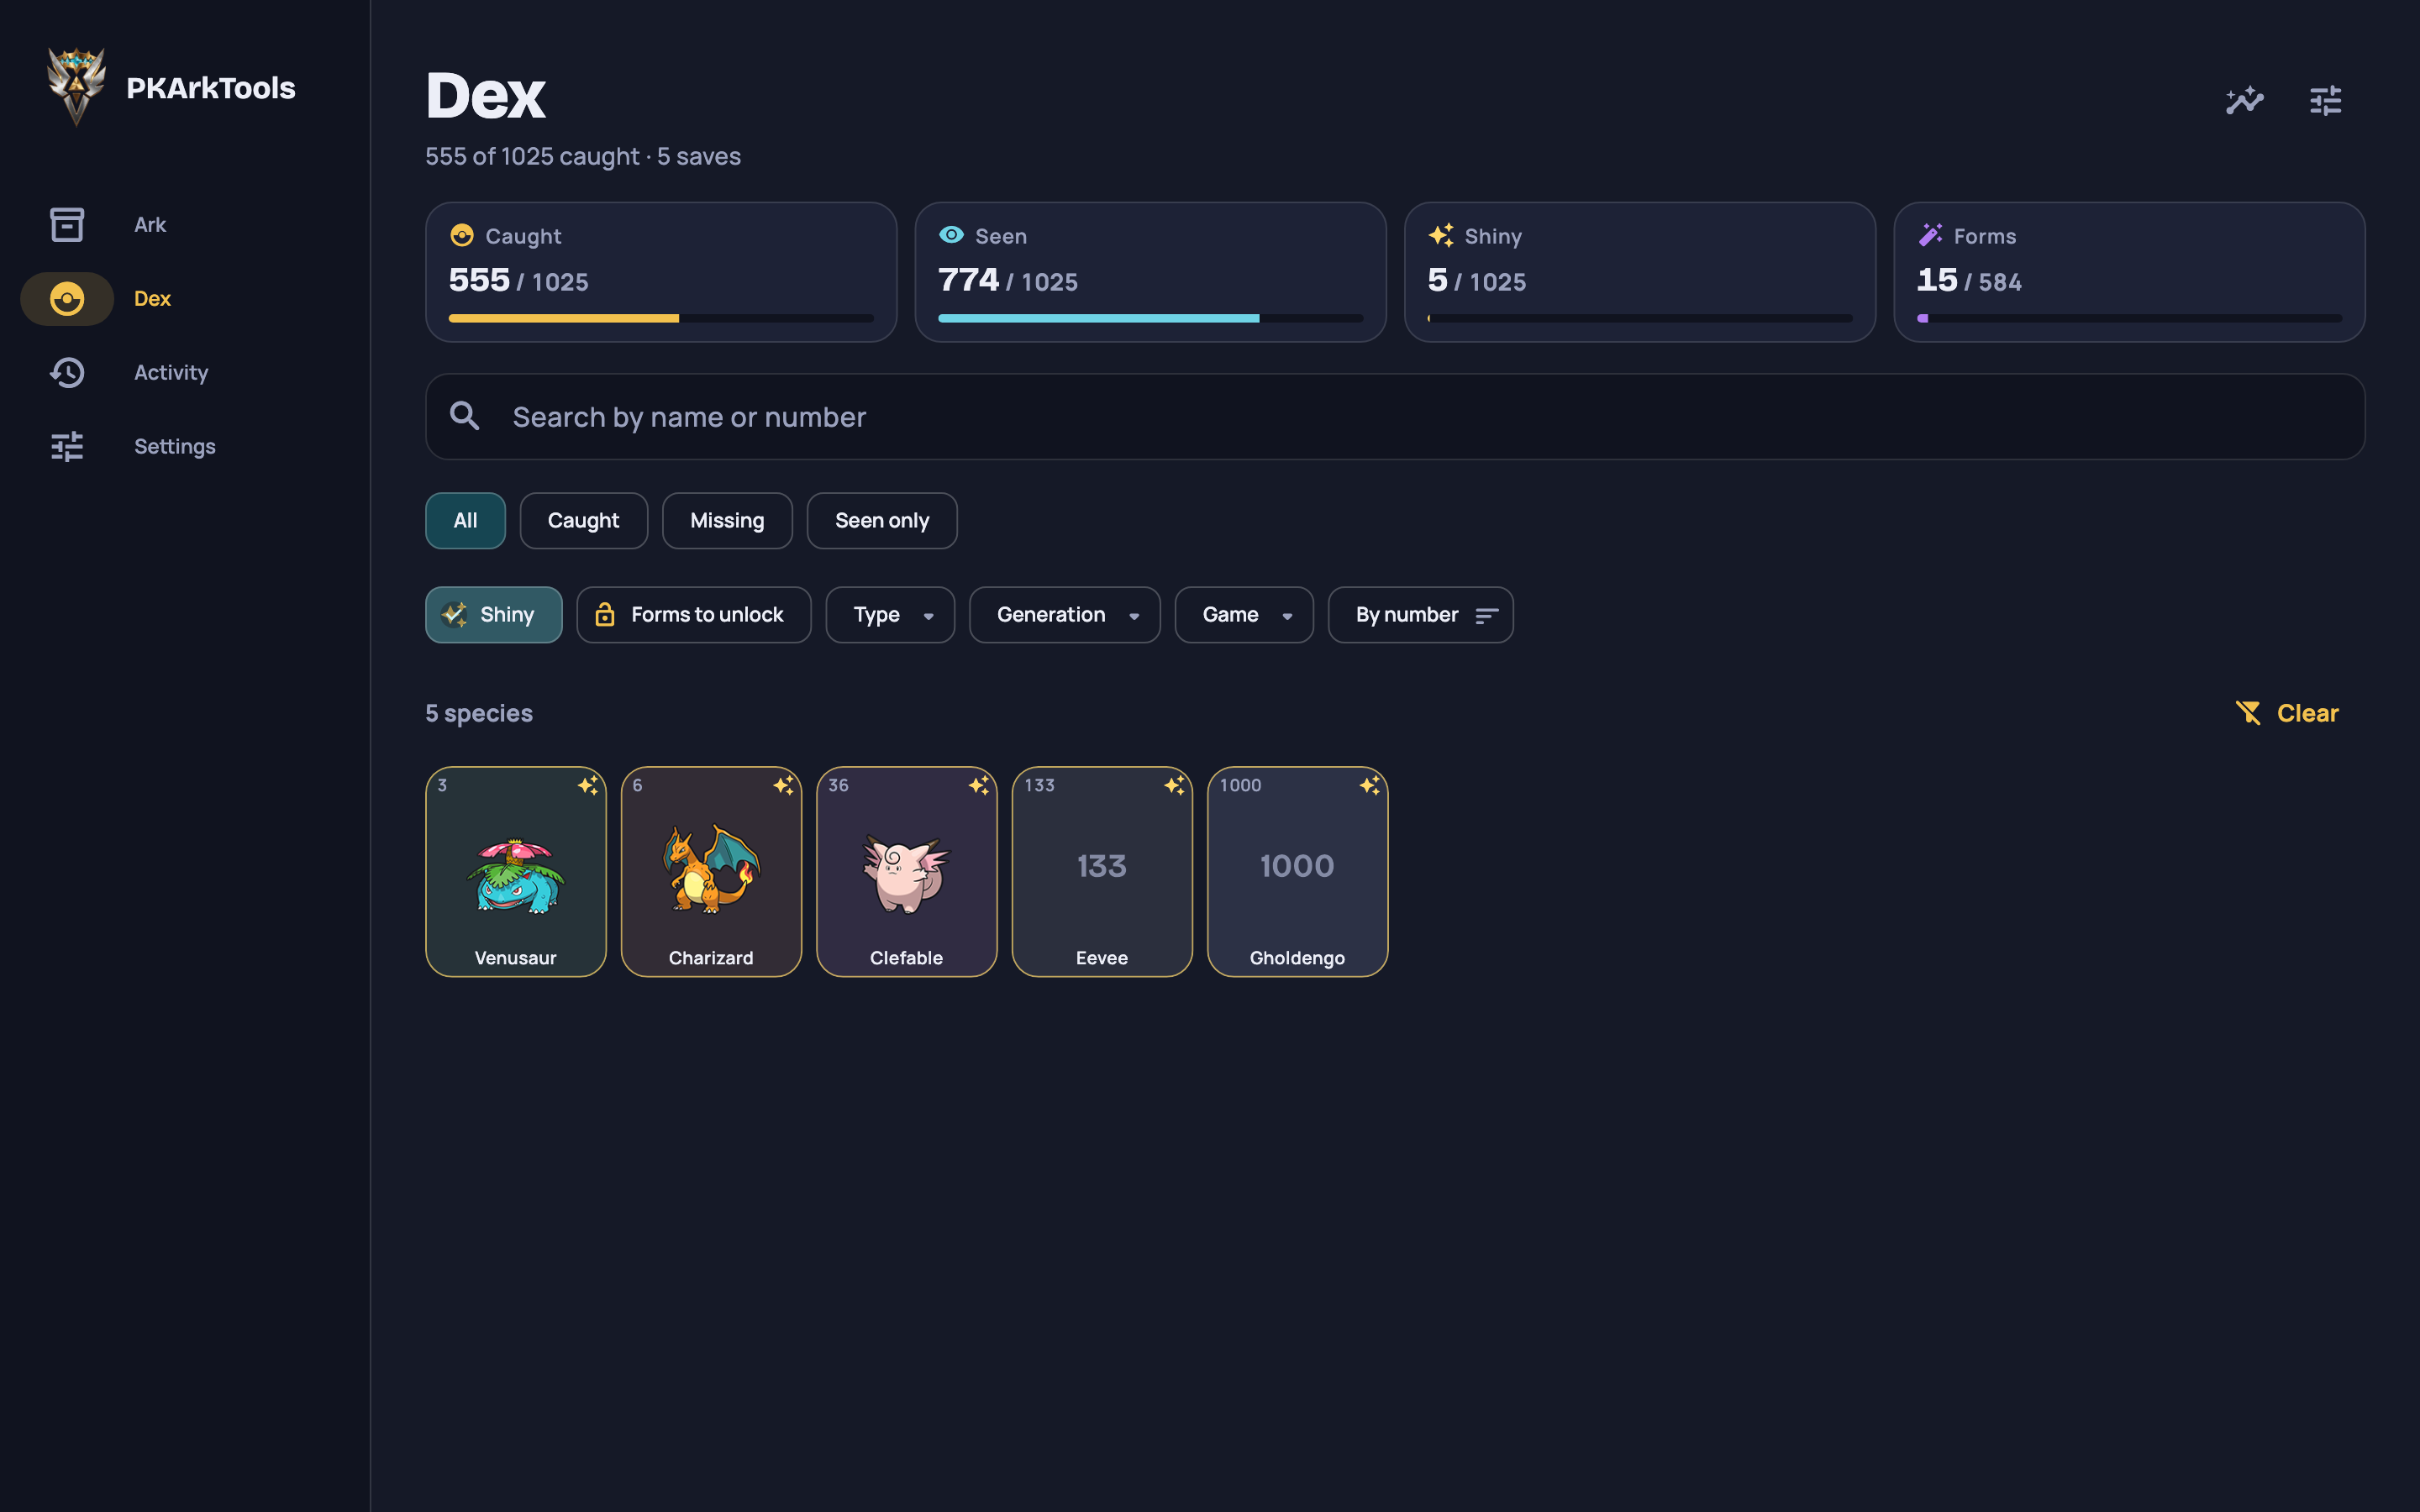 PKArkTools
Ark
Dex
Activity
Settings
Dex
555 of 1025 caught · 5 saves
Caught
555 / 1025
Seen
774 / 1025
Shiny
5 / 1025
Forms
15 / 584
Search by name or number
All
Caught
Missing
Seen only
Shiny
Forms to unlock
Type
Generation
Game
By number
5 species
Clear
3
Venusaur
6
Charizard
36
Clefable
133
133
Eevee
1000
1000
Gholdengo